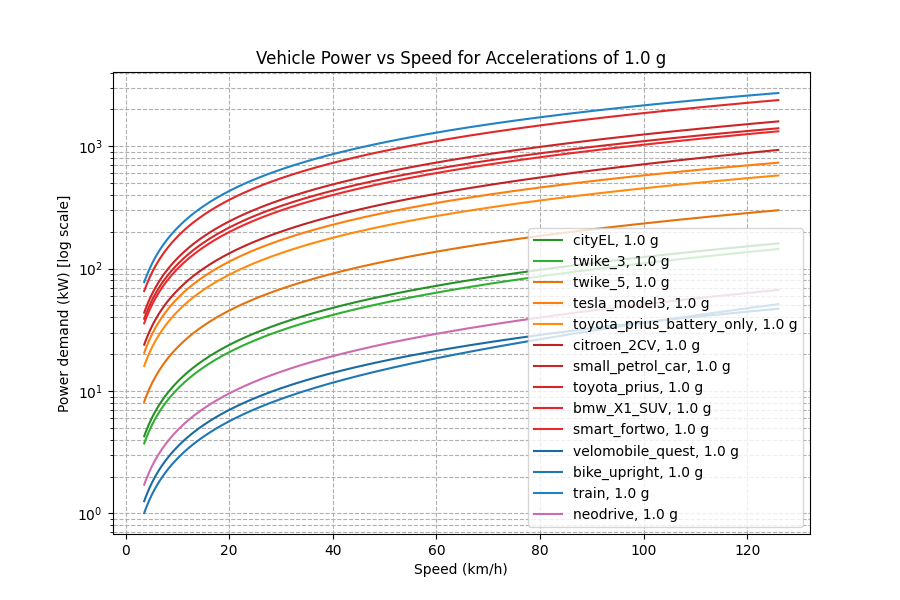 Vehicle Power vs Speed for Accelerations of 1.0 g
Power demand (kW) [log scale]
10³
10²
10¹
10⁰
cityEL, 1.0 g
twike_3, 1.0 g
twike_5, 1.0 g
tesla_model3, 1.0 g
toyota_prius_battery_only, 1.0 g
citroen_2CV, 1.0 g
small_petrol_car, 1.0 g
toyota_prius, 1.0 g
bmw_X1_SUV, 1.0 g
smart_fortwo, 1.0 g
velomobile_quest, 1.0 g
bike_upright, 1.0 g
train, 1.0 g
neodrive, 1.0 g
0 20 40 60 80 100 120
Speed (km/h)